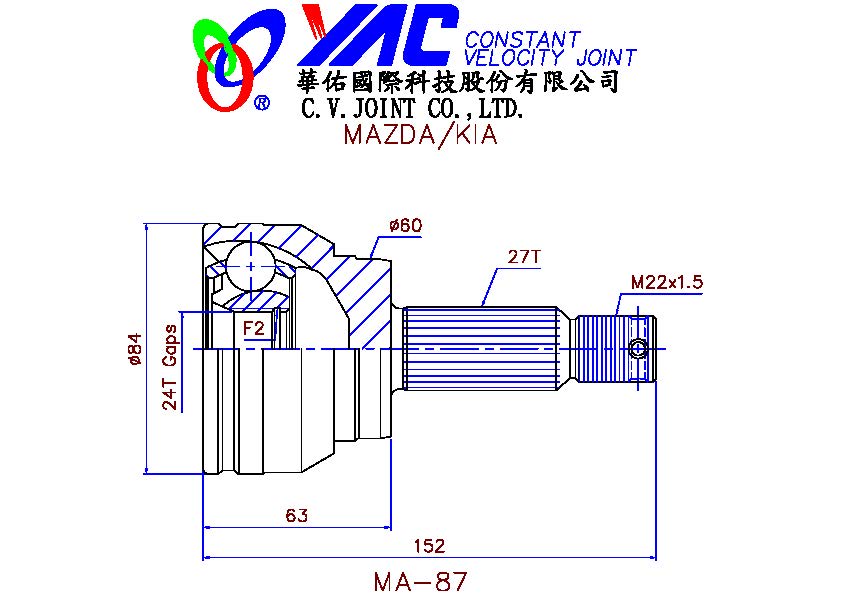 YAC CONSTANT
VELOCITY JOINT
®
華佑國際科技股份有限公司
C.V.JOINT CO.,LTD.
MAZDA/KIA
ø60
27T
M22x1.5
F2
ø84
24T Gaps
63
152
MA-87